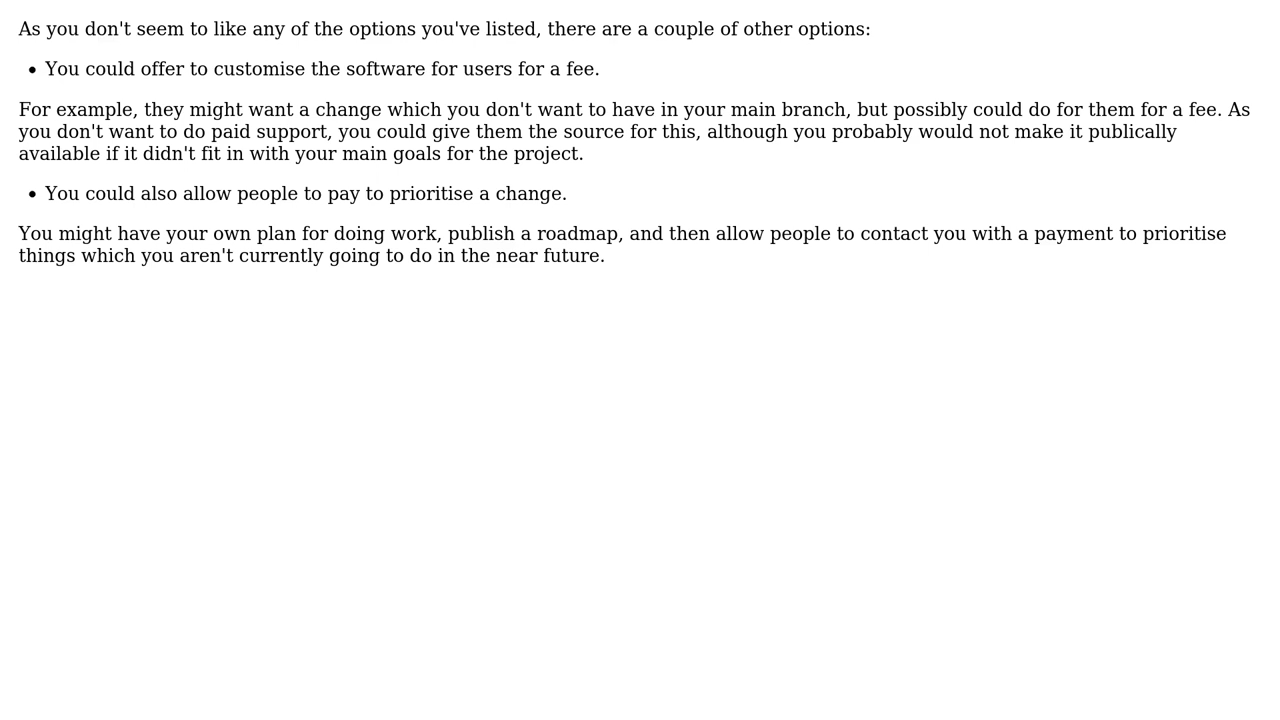 As you don't seem to like any of the options you've listed, there are a couple of other options:
• You could offer to customise the software for users for a fee.
For example, they might want a change which you don't want to have in your main branch, but possibly could do for them for a fee. As
you don't want to do paid support, you could give them the source for this, although you probably would not make it publically
available if it didn't fit in with your main goals for the project.
• You could also allow people to pay to prioritise a change.
You might have your own plan for doing work, publish a roadmap, and then allow people to contact you with a payment to prioritise
things which you aren't currently going to do in the near future.